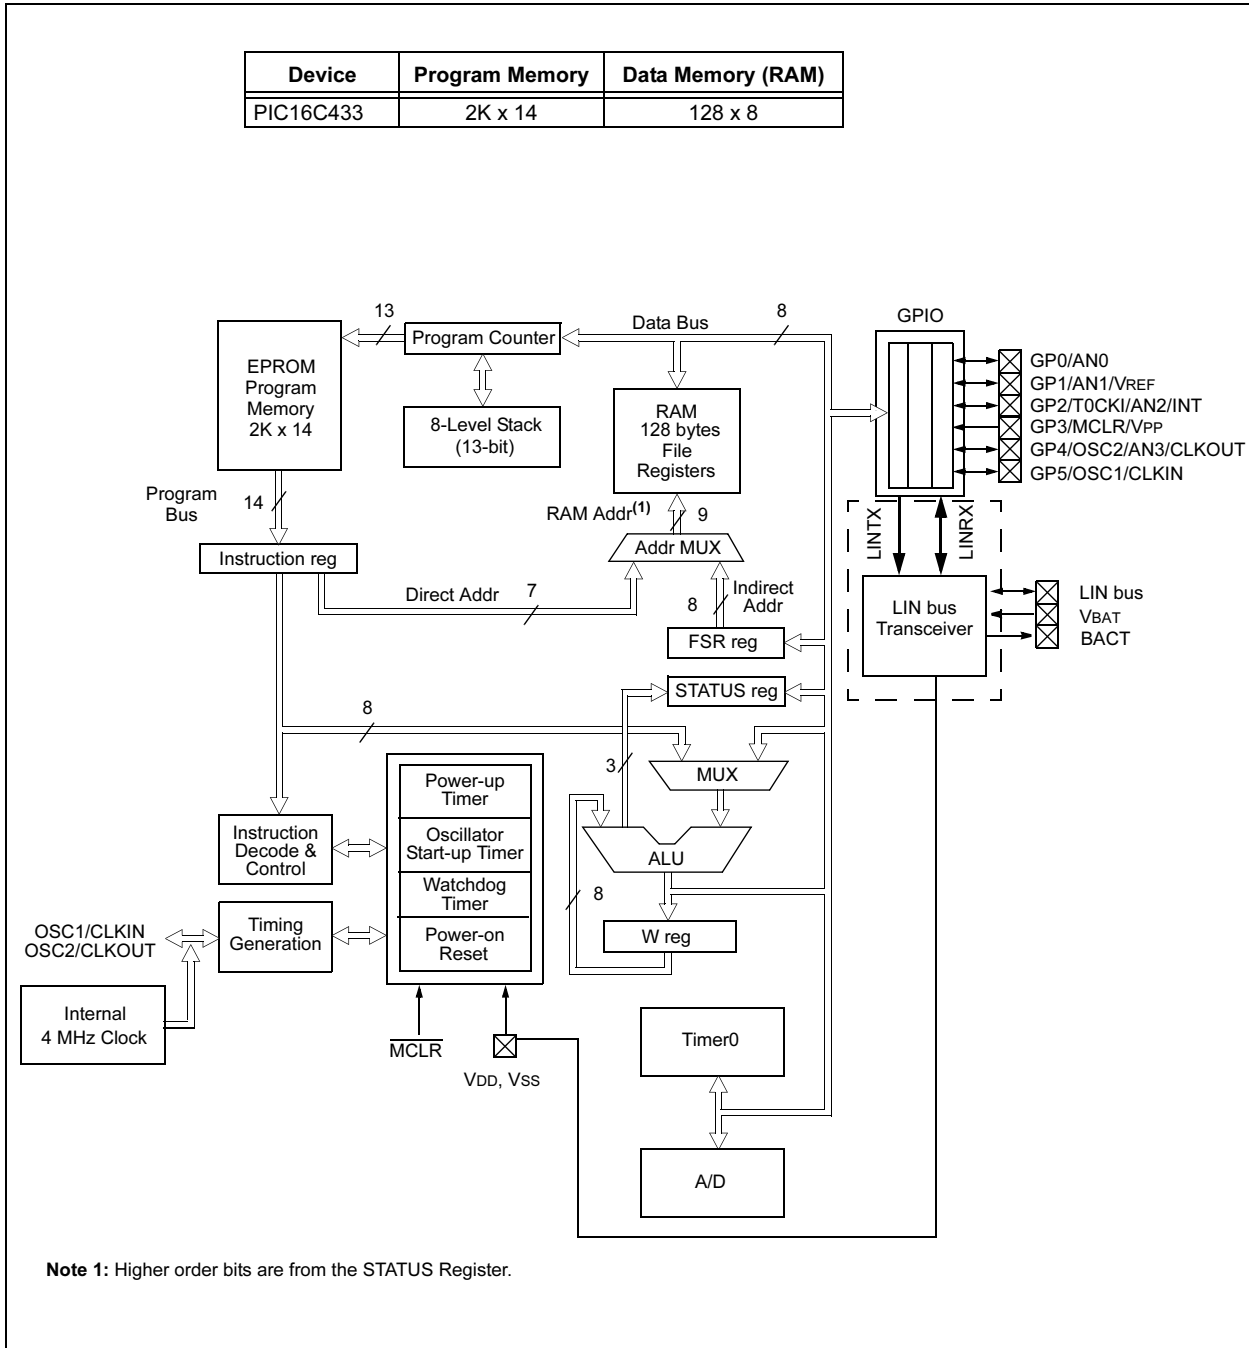 Device Program Memory Data Memory (RAM)
PIC16C433 2K x 14 128 x 8
13
Program Counter
Data Bus
8
GPIO
EPROM
Program
Memory
2K x 14
8-Level Stack
(13-bit)
RAM
128 bytes
File
Registers
GP0/AN0
GP1/AN1/VREF
GP2/T0CKI/AN2/INT
GP3/MCLR/VPP
GP4/OSC2/AN3/CLKOUT
GP5/OSC1/CLKIN
Program
Bus
14
RAM Addr(1)
9
Addr MUX
LINTX
LINRX
Instruction reg
Direct Addr
7
8
Indirect
Addr
FSR reg
LIN bus
Transceiver
LIN bus
VBAT
BACT
STATUS reg
8
3
MUX
Power-up
Timer
Oscillator
Start-up Timer
Watchdog
Timer
Power-on
Reset
Instruction
Decode &
Control
ALU
8
W reg
OSC1/CLKIN
OSC2/CLKOUT
Timing
Generation
Internal
4 MHz Clock
MCLR
VDD, VSS
Timer0
A/D
Note 1: Higher order bits are from the STATUS Register.